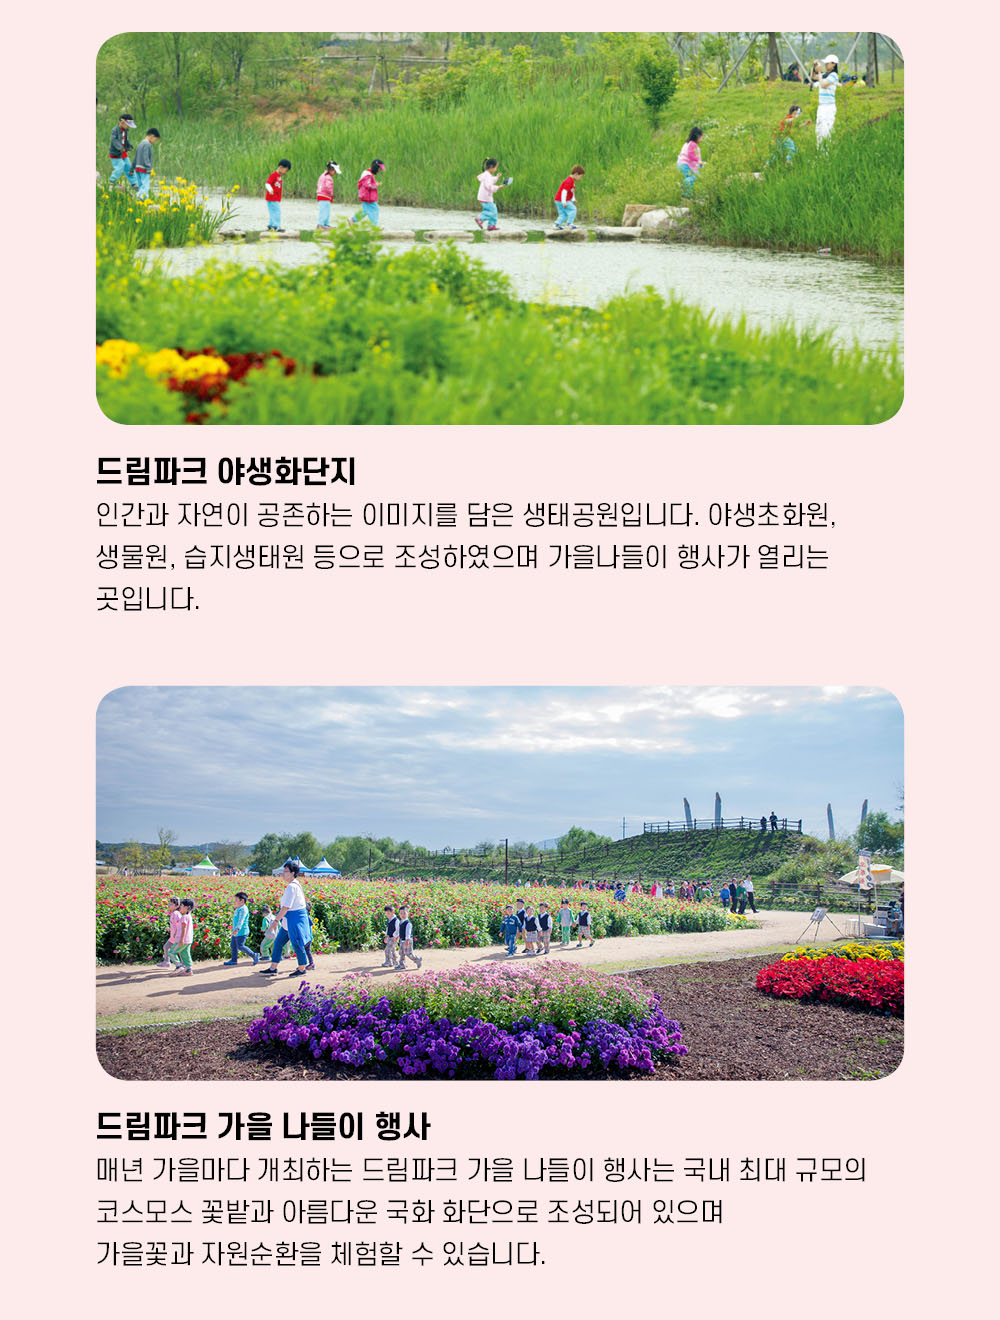 드림파크 야생화단지
인간과 자연이 공존하는 이미지를 담은 생태공원입니다. 야생초화원,
생물원, 습지생태원 등으로 조성하였으며 가을나들이 행사가 열리는
곳입니다.
드림파크 가을 나들이 행사
매년 가을마다 개최하는 드림파크 가을 나들이 행사는 국내 최대 규모의
코스모스 꽃밭과 아름다운 국화 화단으로 조성되어 있으며
가을꽃과 자원순환을 체험할 수 있습니다.